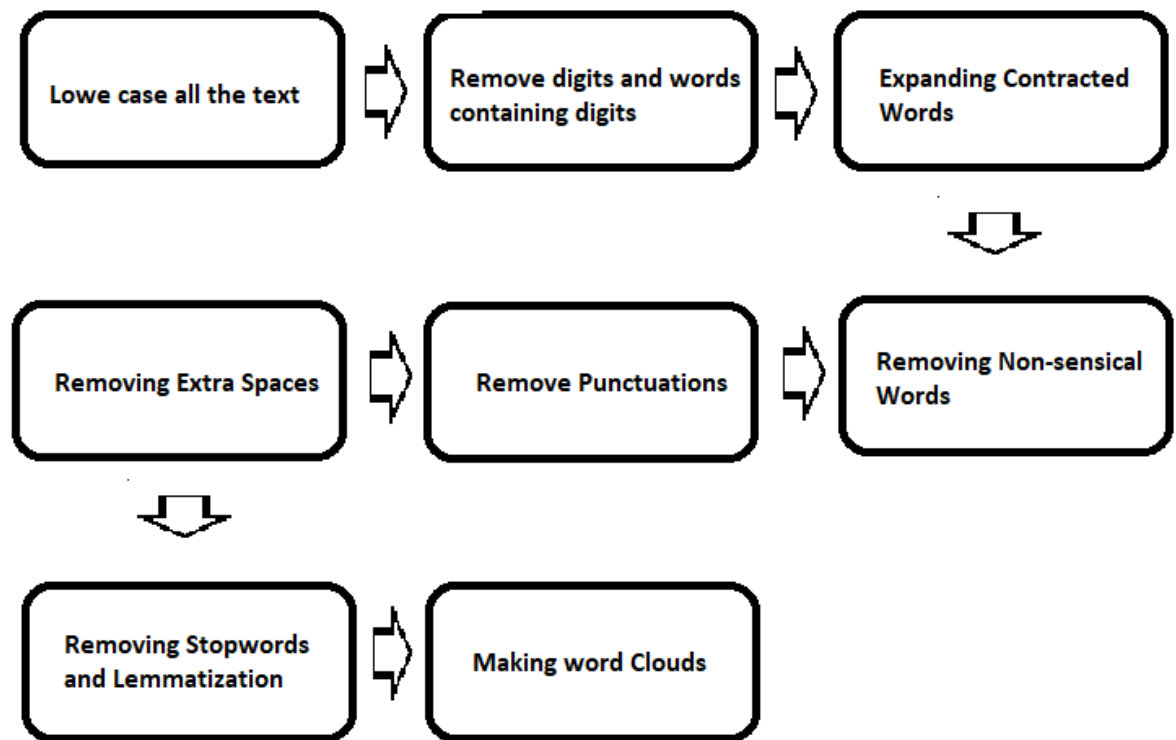 Lowe case all the text
Remove digits and words
containing digits
Expanding Contracted
Words
Removing Extra Spaces
Remove Punctuations
Removing Non-sensical
Words
Removing Stopwords
and Lemmatization
Making word Clouds